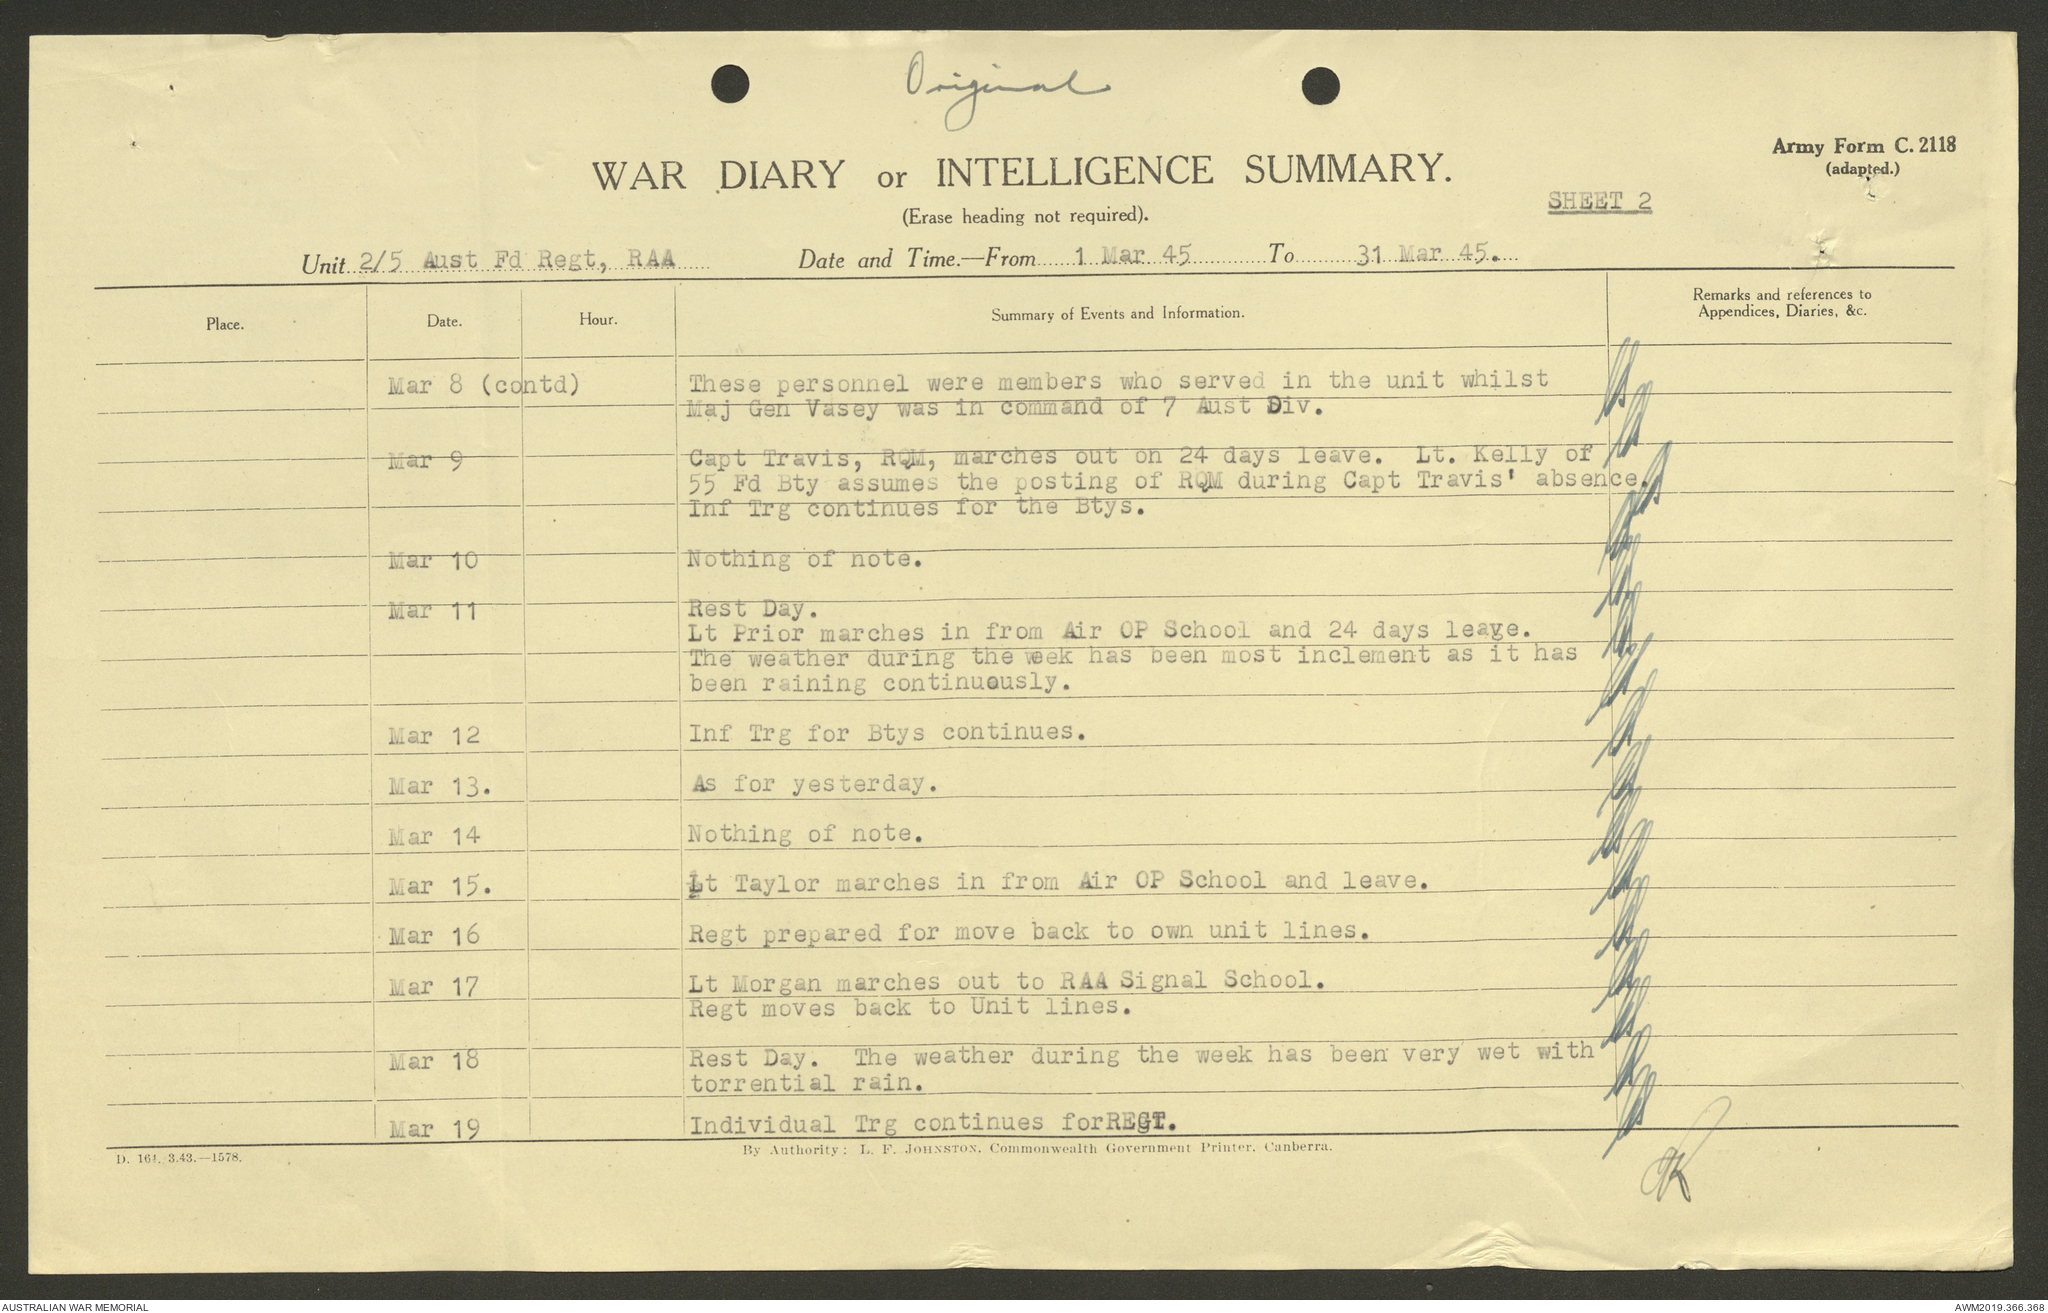 Original
Army Form C. 2118
(adapted.)
WAR DIARY or INTELLIGENCE SUMMARY.
SHEET 2
(Erase heading not required).
Unit 2/5 Aust Fd Regt, RAA Date and Time.—From 1 Mar 45 To 31 Mar 45.
Place. Date. Hour. Summary of Events and Information. Remarks and references to
Appendices, Diaries, &c.
Mar 8 (contd) These personnel were members who served in the unit whilst
Maj Gen Vasey was in command of 7 Aust Div.
Mar 9 Capt Travis, RQM, marches out on 24 days leave. Lt. Kelly of
55 Fd Bty assumes the posting of RQM during Capt Travis' absence.
Inf Trg continues for the Btys.
Mar 10 Nothing of note.
Mar 11 Rest Day.
Lt Prior marches in from Air OP School and 24 days leave.
The weather during the week has been most inclement as it has
been raining continuously.
Mar 12 Inf Trg for Btys continues.
Mar 13. As for yesterday.
Mar 14 Nothing of note.
Mar 15. Lt Taylor marches in from Air OP School and leave.
Mar 16 Regt prepared for move back to own unit lines.
Mar 17 Lt Morgan marches out to RAA Signal School.
Regt moves back to Unit lines.
Mar 18 Rest Day. The weather during the week has been very wet with
torrential rain.
Mar 19 Individual Trg continues forREGT.
D. 164. 3.43.—1578. By Authority: L. F. JOHNSTON, Commonwealth Government Printer, Canberra.
AUSTRALIAN WAR MEMORIAL AWM2019.366.368